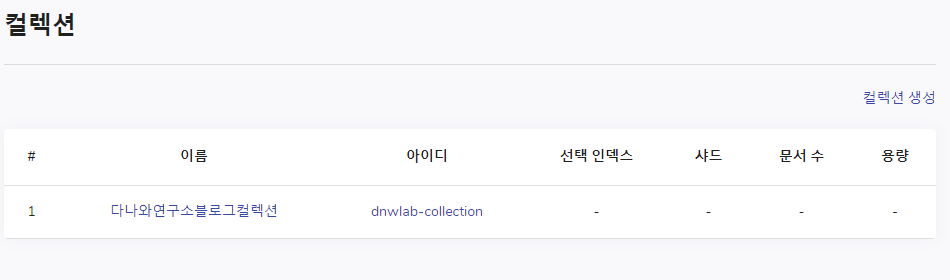 컬렉션
컬렉션 생성
# 이름 아이디 선택 인덱스 샤드 문서 수 용량
1 다나와연구소블로그컬렉션 dnwlab-collection - - - -